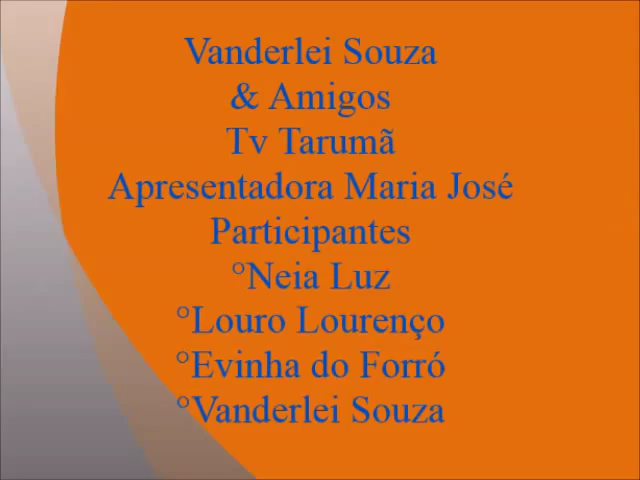 Vanderlei Souza
& Amigos
Tv Tarumã
Apresentadora Maria José
Participantes
°Neia Luz
°Louro Lourenço
°Evinha do Forró
°Vanderlei Souza